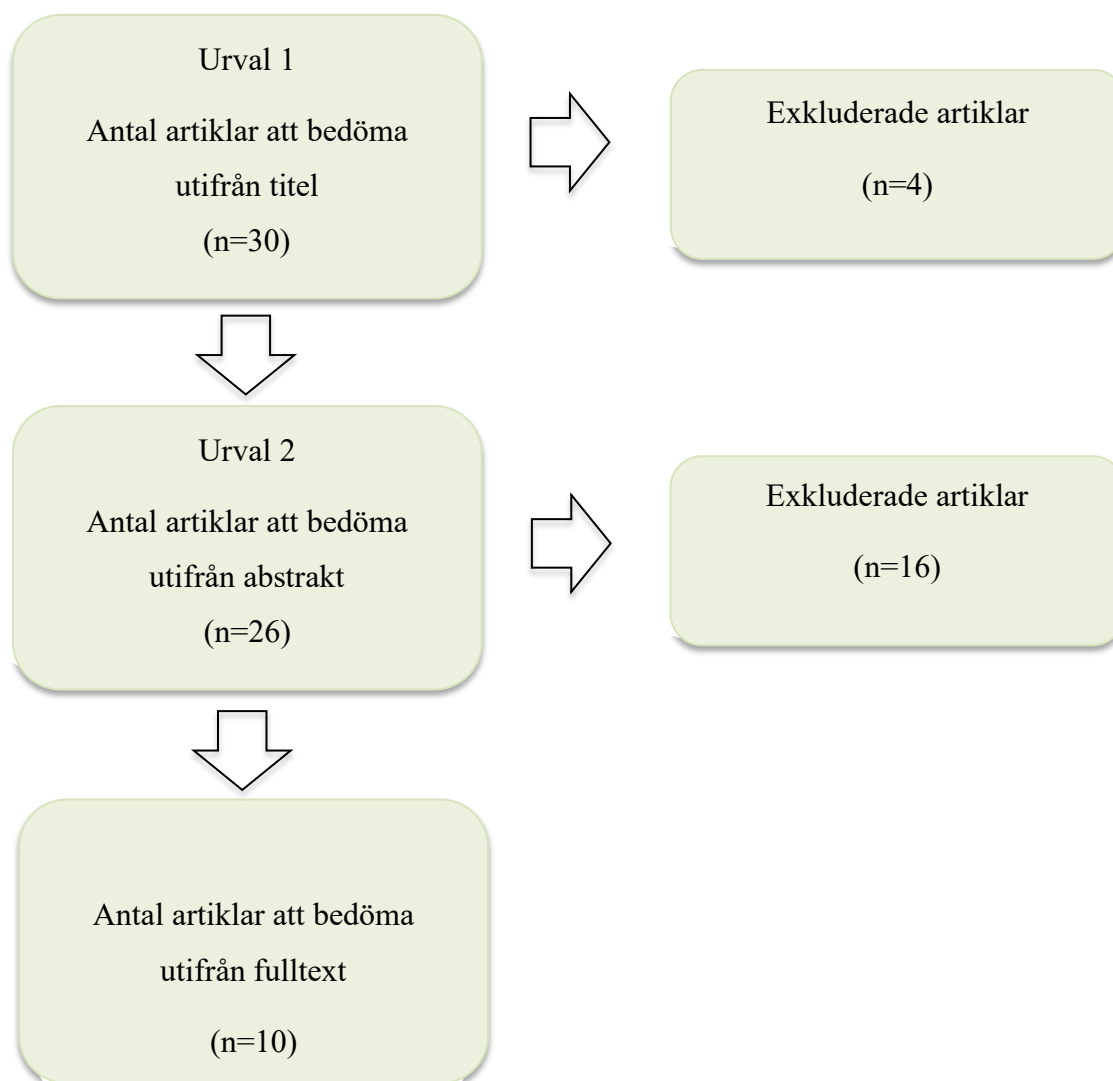 Urval 1
Antal artiklar att bedöma
utifrån titel
(n=30)
Exkluderade artiklar
(n=4)
Urval 2
Antal artiklar att bedöma
utifrån abstrakt
(n=26)
Exkluderade artiklar
(n=16)
Antal artiklar att bedöma
utifrån fulltext
(n=10)